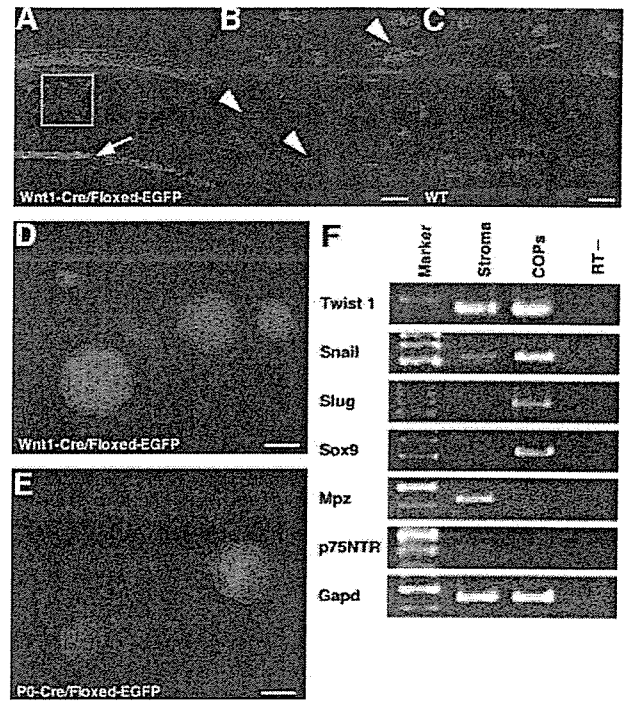 A
B
C
Wnt1-Cre/Floxed-EGFP
WT
D
Wnt1-Cre/Floxed-EGFP
E
P0-Cre/Floxed-EGFP
F
Marker
Stroma
COPs
RT–
Twist 1
Snail
Slug
Sox9
Mpz
p75NTR
Gapd